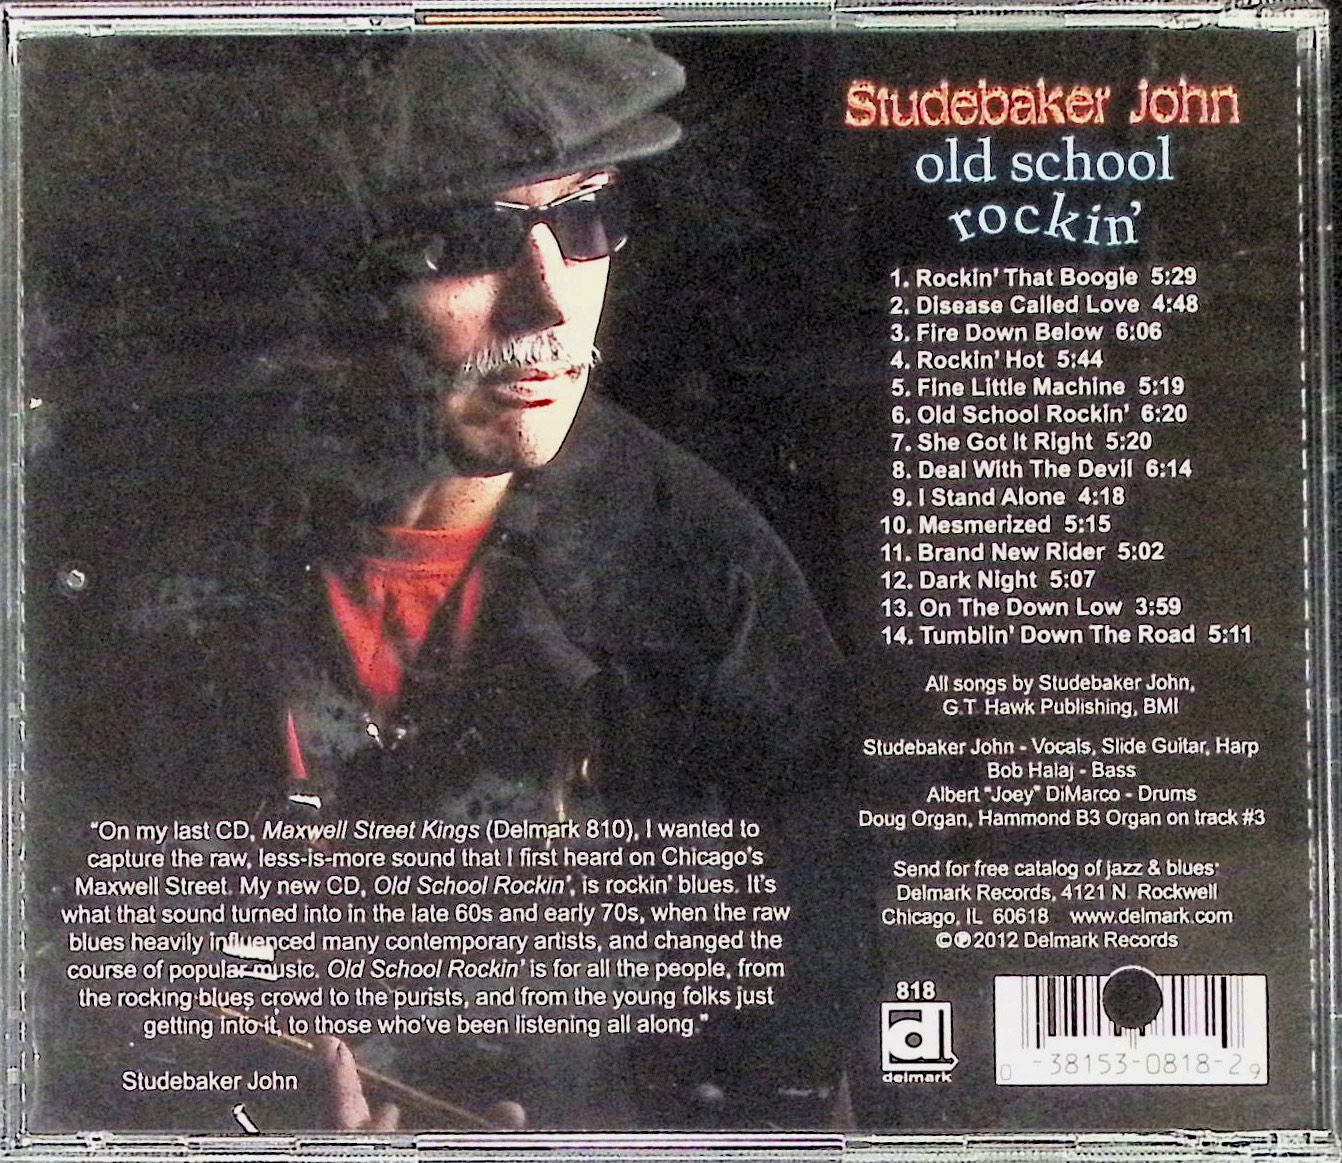 Studebaker John
old school
rockin'
1. Rockin' That Boogie 5:29
2. Disease Called Love 4:48
3. Fire Down Below 6:06
4. Rockin' Hot 5:44
5. Fine Little Machine 5:19
6. Old School Rockin' 6:20
7. She Got It Right 5:20
8. Deal With The Devil 6:14
9. I Stand Alone 4:18
10. Mesmerized 5:15
11. Brand New Rider 5:02
12. Dark Night 5:07
13. On The Down Low 3:59
14. Tumblin' Down The Road 5:11
All songs by Studebaker John,
G.T. Hawk Publishing, BMI
Studebaker John - Vocals, Slide Guitar, Harp
Bob Halaj - Bass
Albert "Joey" DiMarco - Drums
Doug Organ, Hammond B3 Organ on track #3
Send for free catalog of jazz & blues:
Delmark Records, 4121 N. Rockwell
Chicago, IL 60618 www.delmark.com
©℗2012 Delmark Records
818
delmark
0 -38153-0818-2 9
"On my last CD, Maxwell Street Kings (Delmark 810), I wanted to
capture the raw, less-is-more sound that I first heard on Chicago's
Maxwell Street. My new CD, Old School Rockin', is rockin' blues. It's
what that sound turned into in the late 60s and early 70s, when the raw
blues heavily influenced many contemporary artists, and changed the
course of popular music. Old School Rockin' is for all the people, from
the rocking blues crowd to the purists, and from the young folks just
getting into it, to those who've been listening all along."
Studebaker John